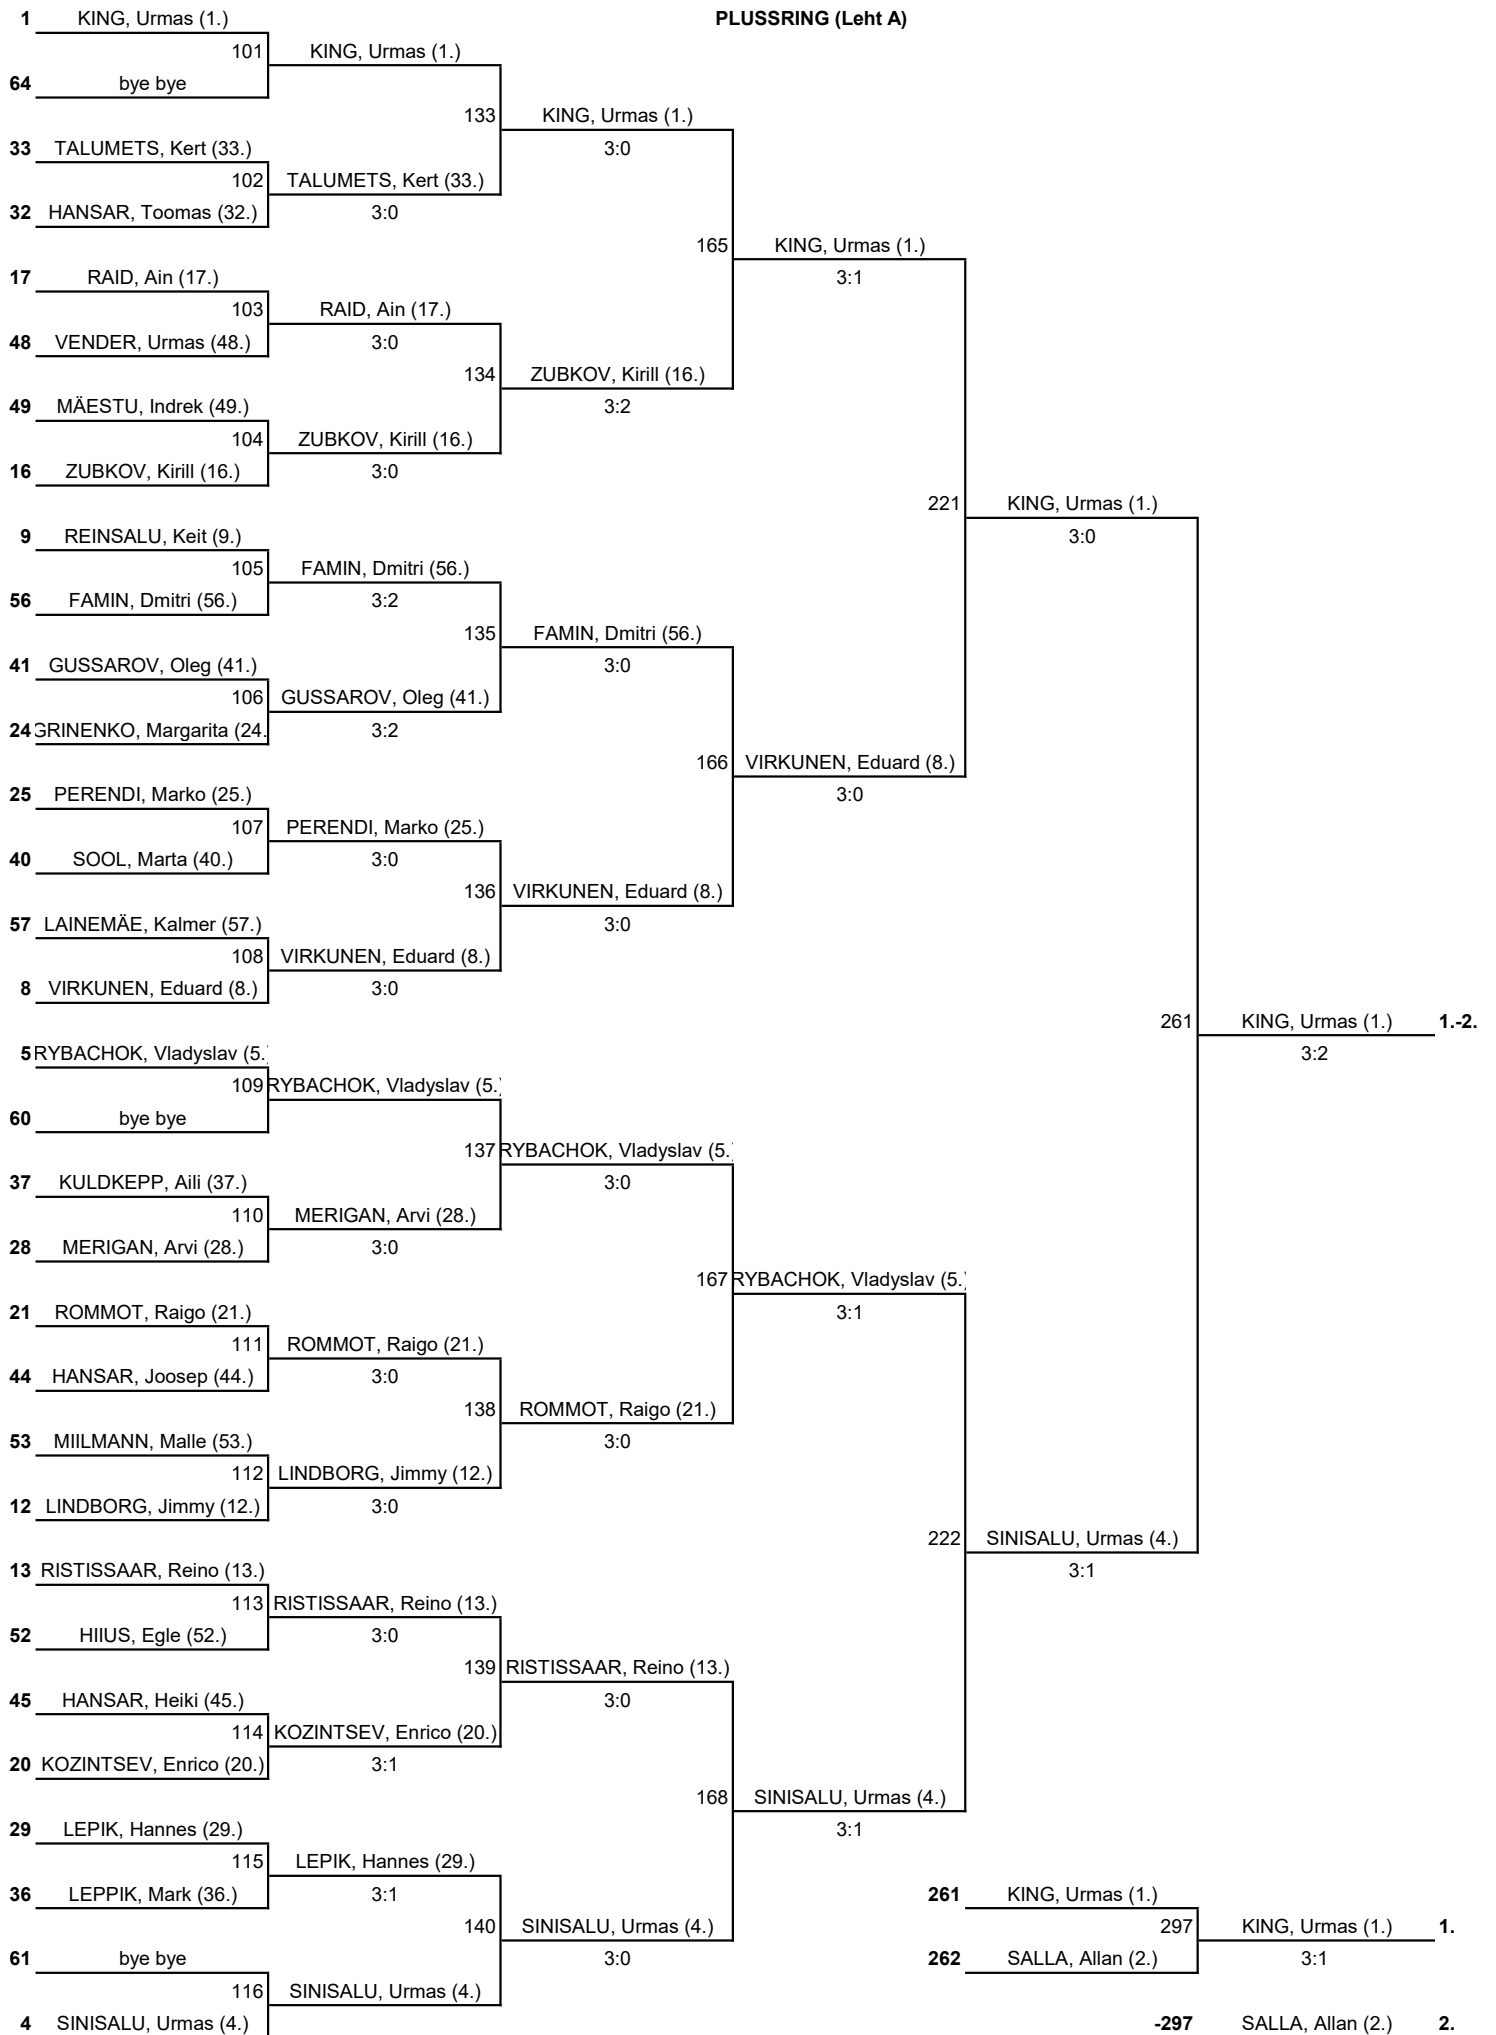 1 KING, Urmas (1.) PLUSSRING (Leht A)
101 KING, Urmas (1.)
64 bye bye
133 KING, Urmas (1.)
33 TALUMETS, Kert (33.) 3:0
102 TALUMETS, Kert (33.)
32 HANSAR, Toomas (32.) 3:0
165 KING, Urmas (1.)
17 RAID, Ain (17.) 3:1
103 RAID, Ain (17.)
48 VENDER, Urmas (48.) 3:0
134 ZUBKOV, Kirill (16.)
49 MÄESTU, Indrek (49.) 3:2
104 ZUBKOV, Kirill (16.)
16 ZUBKOV, Kirill (16.) 3:0
221 KING, Urmas (1.)
9 REINSALU, Keit (9.) 3:0
105 FAMIN, Dmitri (56.)
56 FAMIN, Dmitri (56.) 3:2
135 FAMIN, Dmitri (56.)
41 GUSSAROV, Oleg (41.) 3:0
106 GUSSAROV, Oleg (41.)
24 GRINENKO, Margarita (24. 3:2
166 VIRKUNEN, Eduard (8.)
25 PERENDI, Marko (25.) 3:0
107 PERENDI, Marko (25.)
40 SOOL, Marta (40.) 3:0
136 VIRKUNEN, Eduard (8.)
57 LAINEMÄE, Kalmer (57.) 3:0
108 VIRKUNEN, Eduard (8.)
8 VIRKUNEN, Eduard (8.) 3:0
261 KING, Urmas (1.) 1.-2.
5 RYBACHOK, Vladyslav (5. 3:2
109 RYBACHOK, Vladyslav (5.)
60 bye bye
137 RYBACHOK, Vladyslav (5.
37 KULDKEPP, Aili (37.) 3:0
110 MERIGAN, Arvi (28.)
28 MERIGAN, Arvi (28.) 3:0
167 RYBACHOK, Vladyslav (5.)
21 ROMMOT, Raigo (21.) 3:1
111 ROMMOT, Raigo (21.)
44 HANSAR, Joosep (44.) 3:0
138 ROMMOT, Raigo (21.)
53 MIILMANN, Malle (53.) 3:0
112 LINDBORG, Jimmy (12.)
12 LINDBORG, Jimmy (12.) 3:0
222 SINISALU, Urmas (4.)
13 RISTISSAAR, Reino (13.) 3:1
113 RISTISSAAR, Reino (13.)
52 HIIUS, Egle (52.) 3:0
139 RISTISSAAR, Reino (13.)
45 HANSAR, Heiki (45.) 3:0
114 KOZINTSEV, Enrico (20.)
20 KOZINTSEV, Enrico (20.) 3:1
168 SINISALU, Urmas (4.)
29 LEPIK, Hannes (29.) 3:1
115 LEPIK, Hannes (29.)
36 LEPPIK, Mark (36.) 3:1 261 KING, Urmas (1.)
140 SINISALU, Urmas (4.) 297 KING, Urmas (1.) 1.
61 bye bye 3:0 262 SALLA, Allan (2.) 3:1
116 SINISALU, Urmas (4.)
4 SINISALU, Urmas (4.) -297 SALLA, Allan (2.) 2.